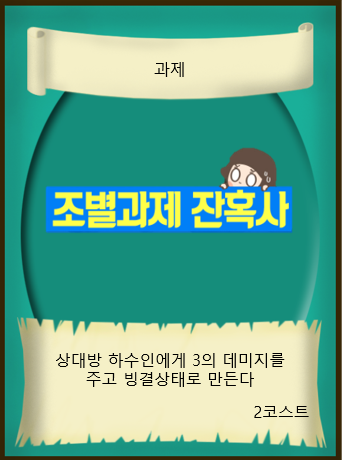 과제
조별과제 잔혹사
상대방 하수인에게 3의 데미지를
주고 빙결상태로 만든다
2코스트